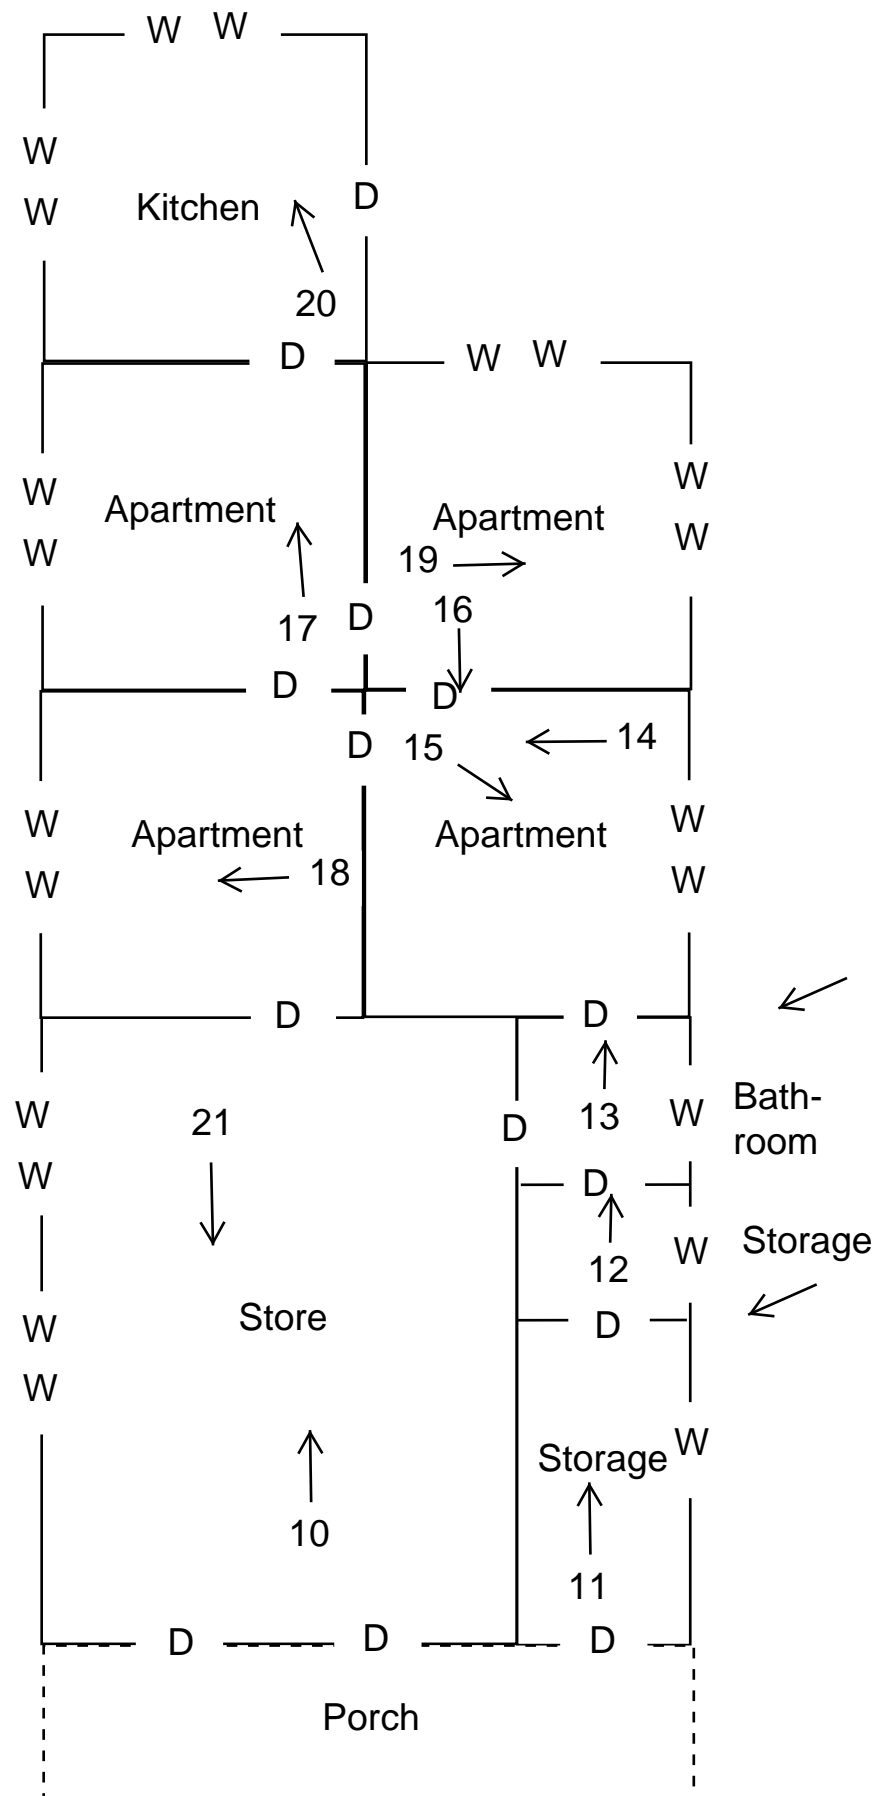 W W
W
W
Kitchen
D
20
D
W W
W
W
Apartment
W
W
Apartment
19
16
17
D
D
D
D
15
14
W
W
Apartment
Apartment
W
W
18
D
D
W
W
21
D
13
W
Bath-
room
D
12
W
Storage
Store
D
W
W
Storage
W
10
11
D
D
D
Porch